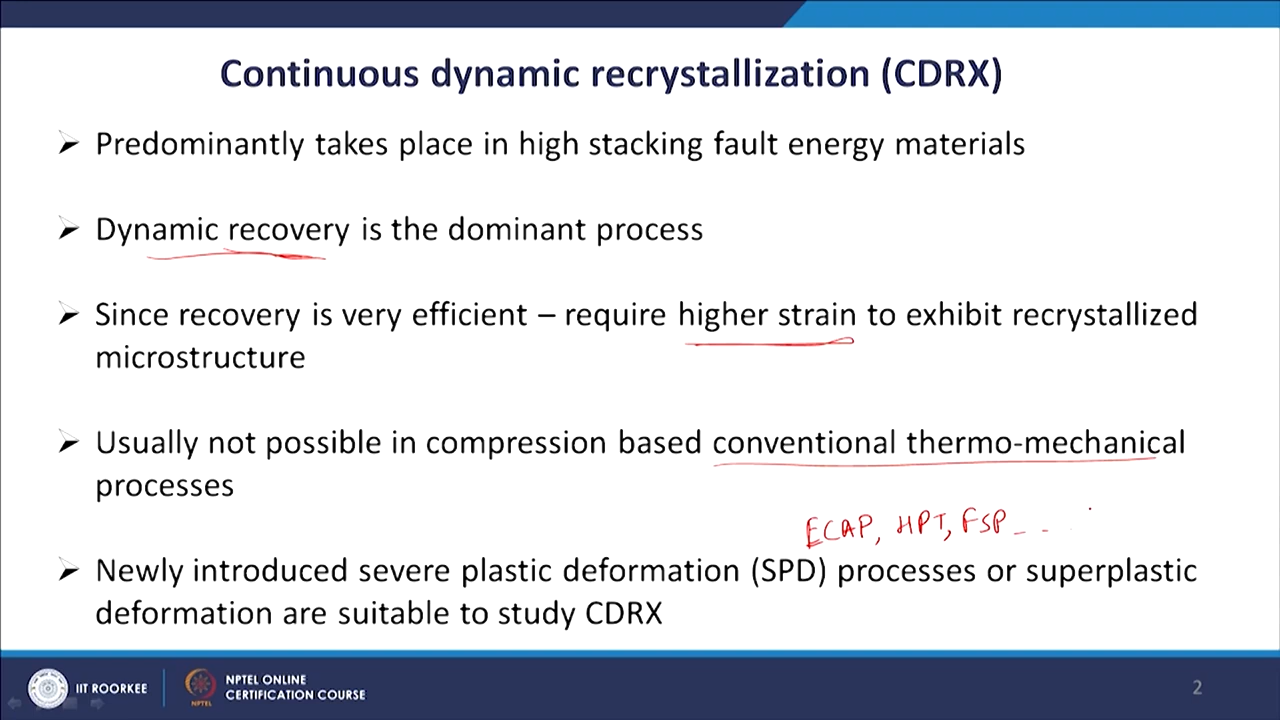 Continuous dynamic recrystallization (CDRX)
➤ Predominantly takes place in high stacking fault energy materials
➤ Dynamic recovery is the dominant process
➤ Since recovery is very efficient – require higher strain to exhibit recrystallized
microstructure
➤ Usually not possible in compression based conventional thermo-mechanical
processes
ECAP, HPT, FSP - - .
➤ Newly introduced severe plastic deformation (SPD) processes or superplastic
deformation are suitable to study CDRX
IIT ROORKEE
NPTEL
NPTEL ONLINE
CERTIFICATION COURSE
2